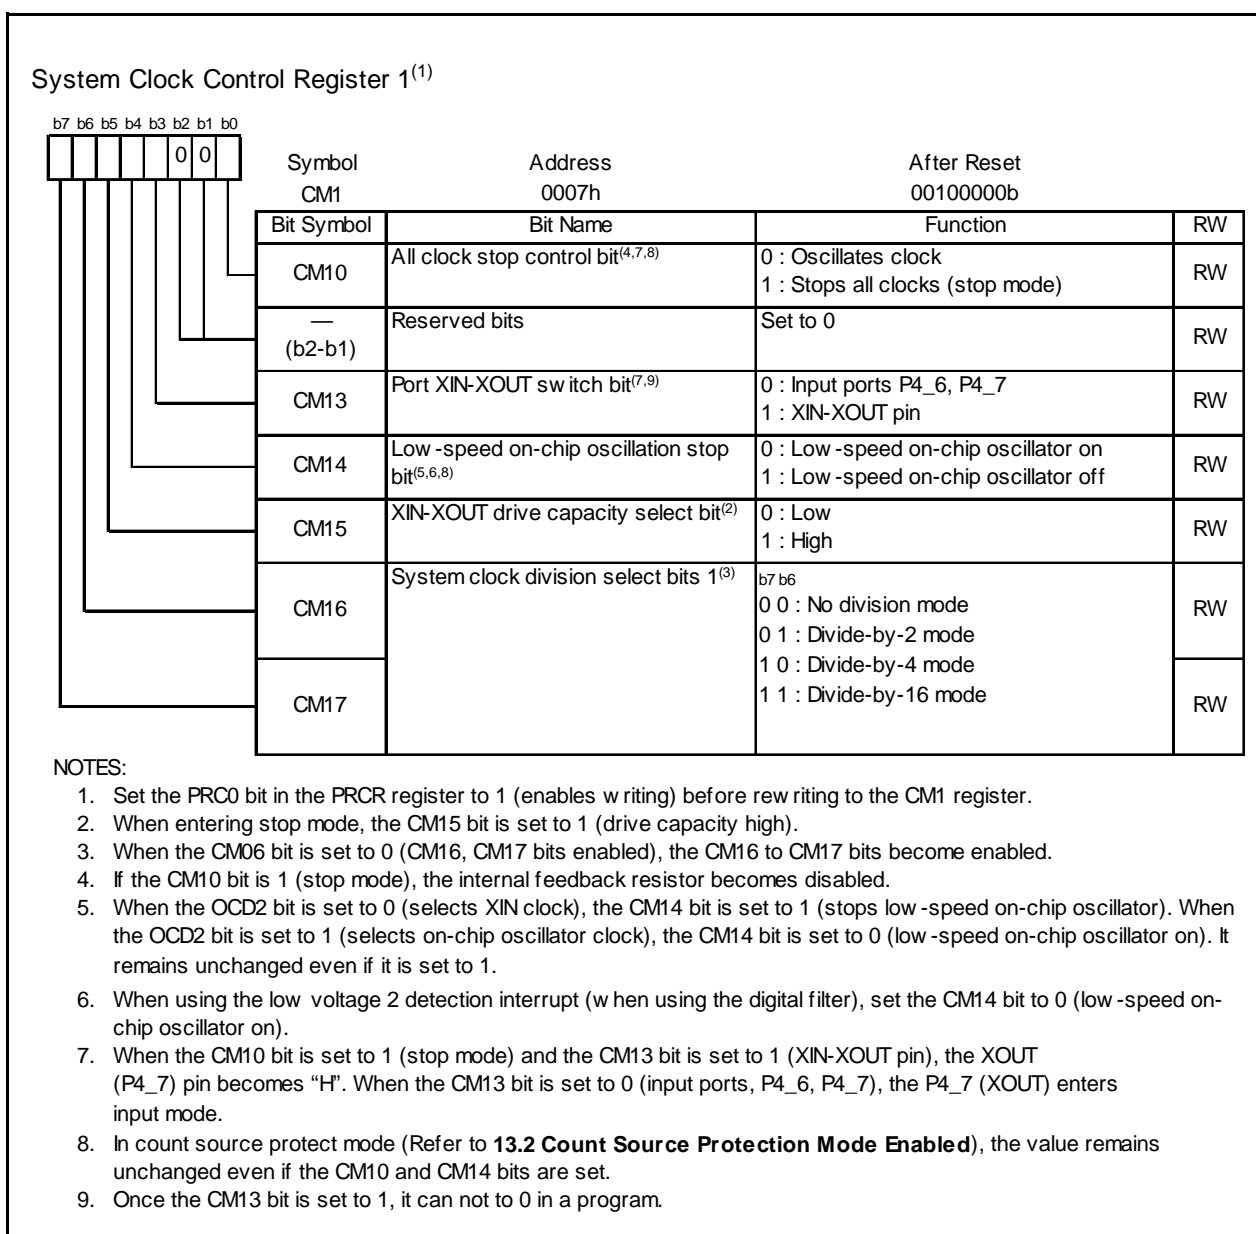 System Clock Control Register 1(1)
b7 b6 b5 b4 b3 b2 b1 b0
0 0
Symbol Address After Reset
CM1 0007h 00100000b
Bit Symbol Bit Name Function RW
CM10 All clock stop control bit(4,7,8) 0 : Oscillates clock RW
1 : Stops all clocks (stop mode)
— Reserved bits Set to 0 RW
(b2-b1)
CM13 Port XIN-XOUT switch bit(7,9) 0 : Input ports P4_6, P4_7 RW
1 : XIN-XOUT pin
CM14 Low-speed on-chip oscillation stop 0 : Low-speed on-chip oscillator on RW
bit(5,6,8) 1 : Low-speed on-chip oscillator off
CM15 XIN-XOUT drive capacity select bit(2) 0 : Low RW
1 : High
System clock division select bits 1(3) b7 b6
CM16 0 0 : No division mode RW
0 1 : Divide-by-2 mode
1 0 : Divide-by-4 mode
CM17 1 1 : Divide-by-16 mode RW
NOTES:
1. Set the PRC0 bit in the PRCR register to 1 (enables writing) before rewriting to the CM1 register.
2. When entering stop mode, the CM15 bit is set to 1 (drive capacity high).
3. When the CM06 bit is set to 0 (CM16, CM17 bits enabled), the CM16 to CM17 bits become enabled.
4. If the CM10 bit is 1 (stop mode), the internal feedback resistor becomes disabled.
5. When the OCD2 bit is set to 0 (selects XIN clock), the CM14 bit is set to 1 (stops low-speed on-chip oscillator). When
the OCD2 bit is set to 1 (selects on-chip oscillator clock), the CM14 bit is set to 0 (low-speed on-chip oscillator on). It
remains unchanged even if it is set to 1.
6. When using the low voltage 2 detection interrupt (when using the digital filter), set the CM14 bit to 0 (low-speed on-
chip oscillator on).
7. When the CM10 bit is set to 1 (stop mode) and the CM13 bit is set to 1 (XIN-XOUT pin), the XOUT
(P4_7) pin becomes “H”. When the CM13 bit is set to 0 (input ports, P4_6, P4_7), the P4_7 (XOUT) enters
input mode.
8. In count source protect mode (Refer to 13.2 Count Source Protection Mode Enabled), the value remains
unchanged even if the CM10 and CM14 bits are set.
9. Once the CM13 bit is set to 1, it can not to 0 in a program.